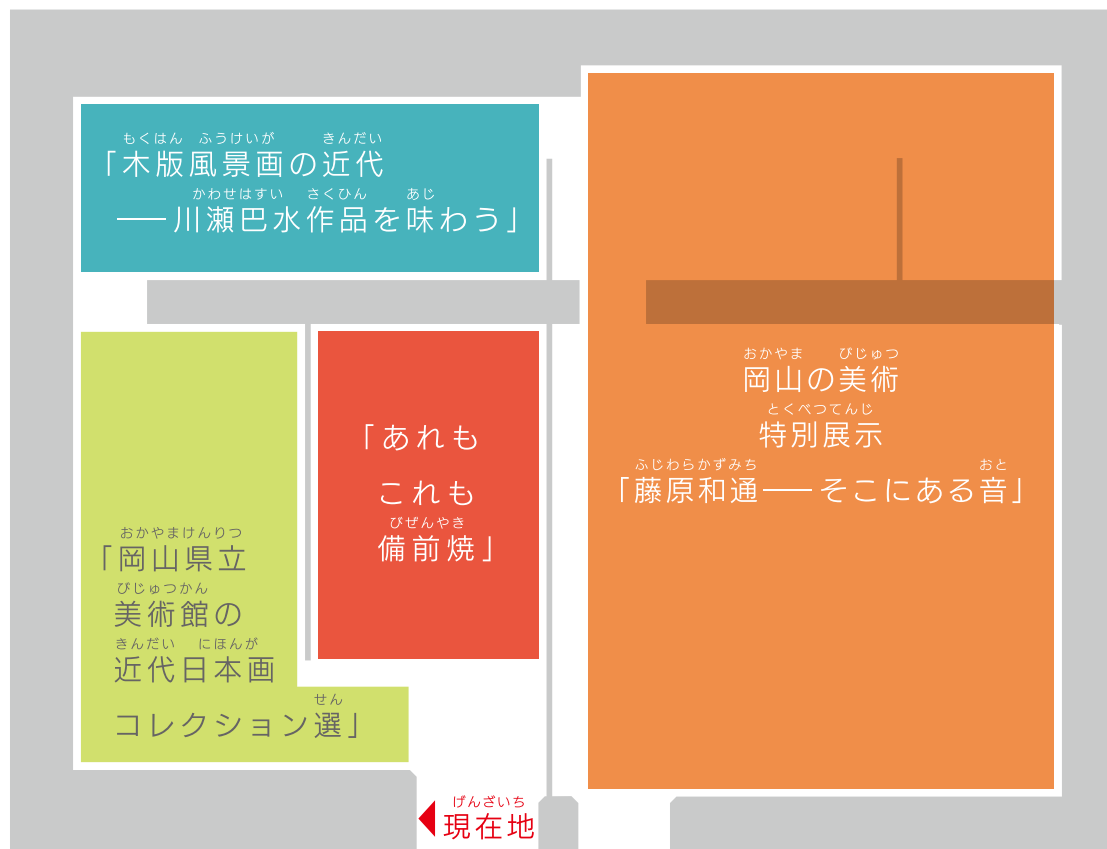 もくはん ふうけいが きんだい
「木版風景画の近代
かわせはすい さくひん あじ
──川瀬巴水作品を味わう」
おかやま びじゅつ
岡山の美術
とくべつてんじ
特別展示
ふじわらかずみち おと
「藤原和通──そこにある音」
「あれも
これも
びぜんやき
備前焼」
おかやまけんりつ
「岡山県立
びじゅつかん
美術館の
きんだい にほんが
近代日本画
せん
コレクション選」
げんざいち
現在地